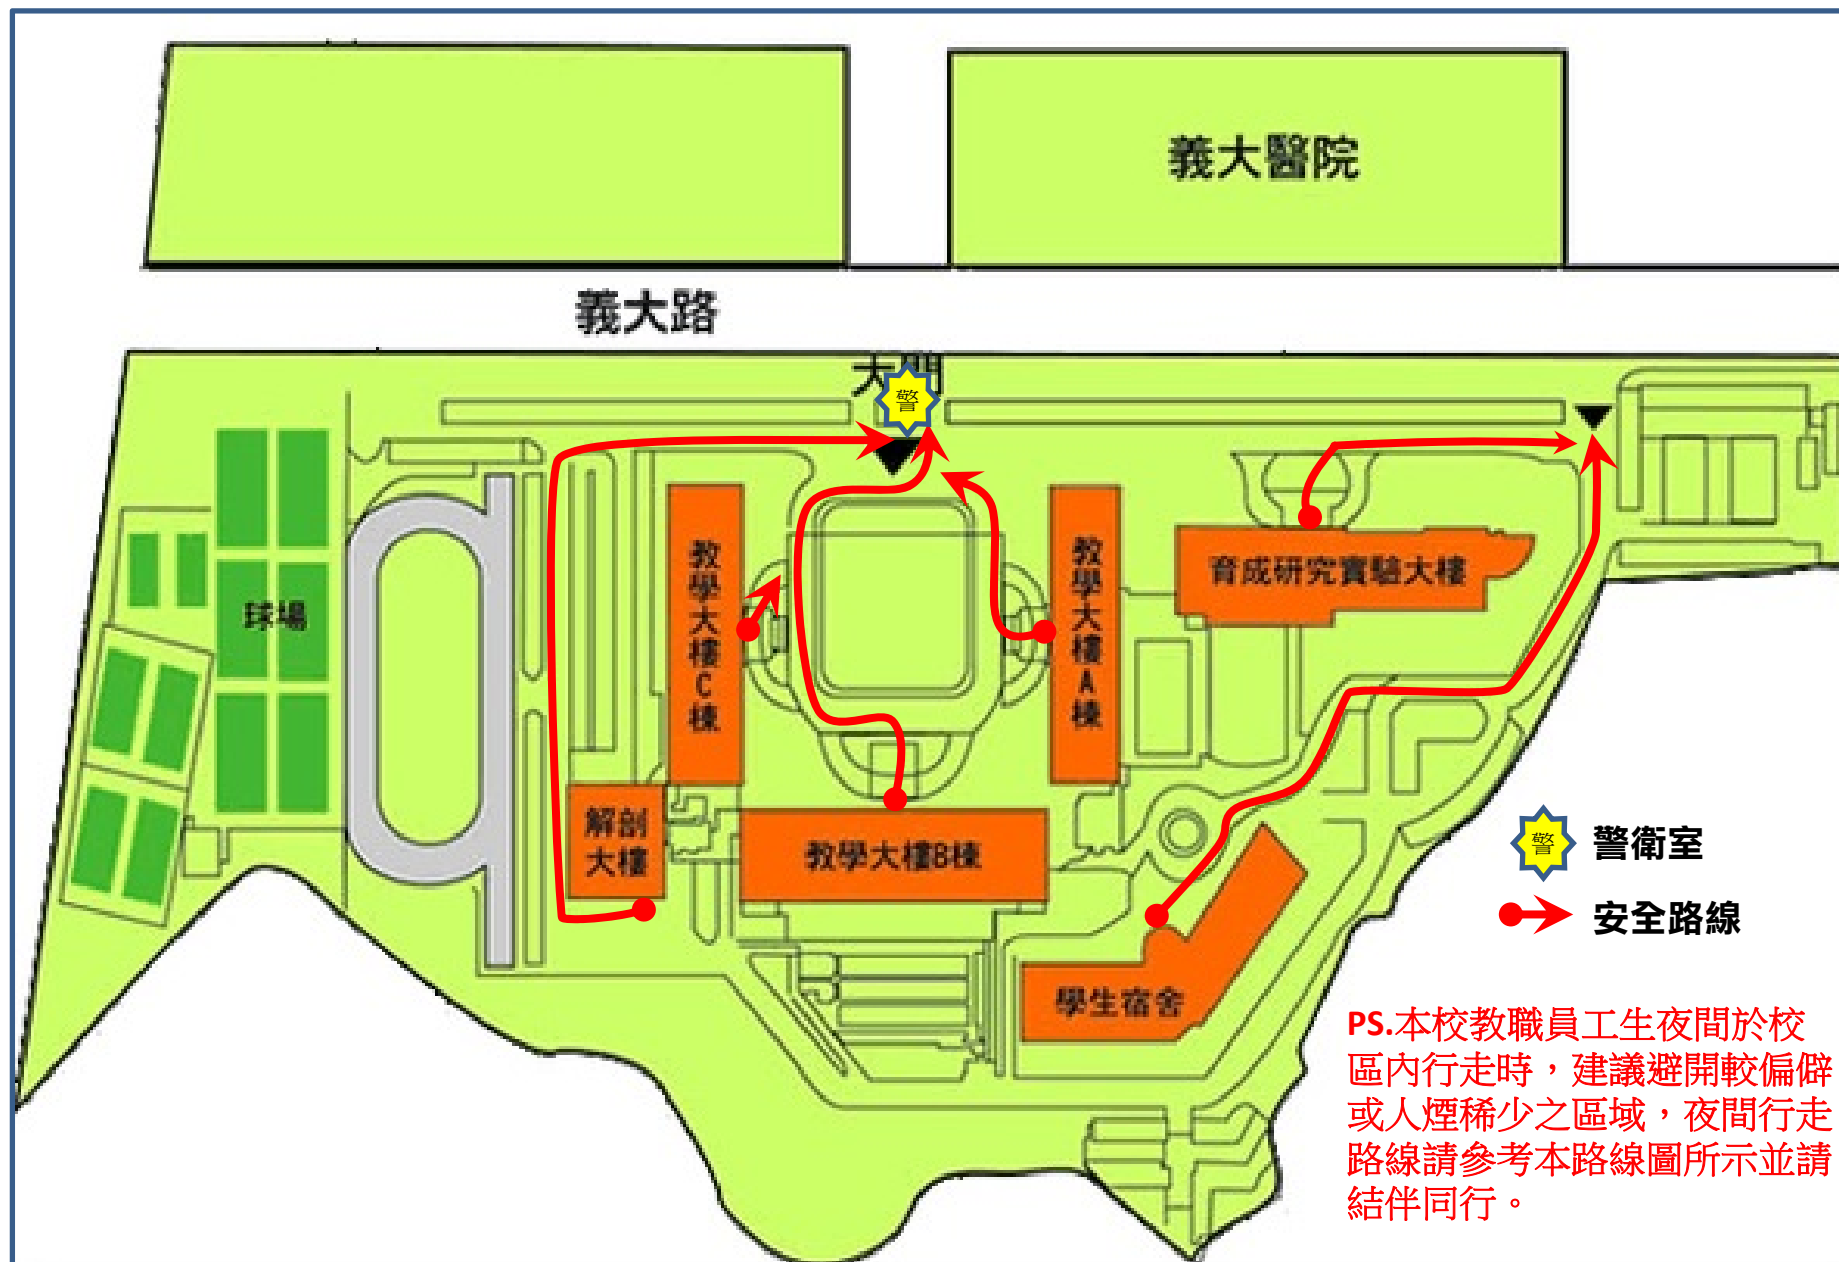 義大醫院
義大路
大門
警
球場
教學大樓C棟
教學大樓A棟
育成研究實驗大樓
解剖
大樓
教學大樓B棟
學生宿舍
警 警衛室
安全路線
PS.本校教職員工生夜間於校
區內行走時，建議避開較偏僻
或人煙稀少之區域，夜間行走
路線請參考本路線圖所示並請
結伴同行。